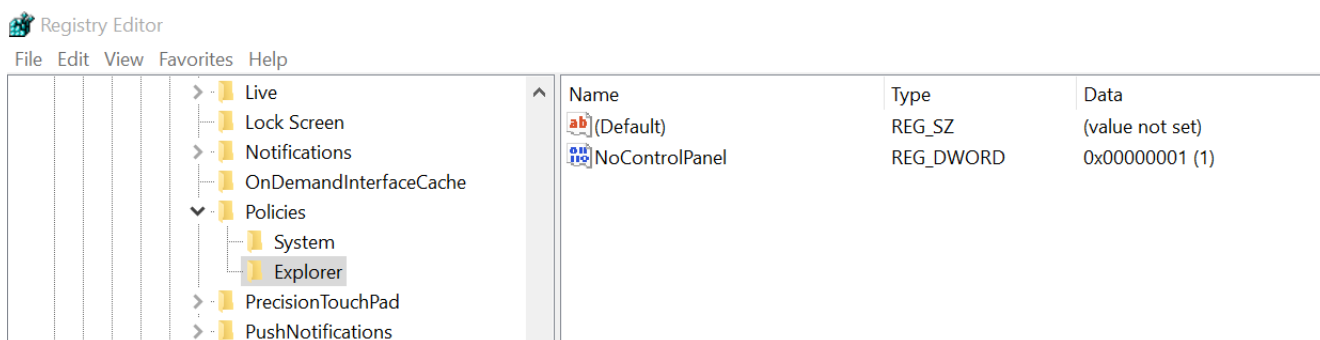 Registry Editor
File Edit View Favorites Help
Live
Lock Screen
Notifications
OnDemandInterfaceCache
Policies
System
Explorer
PrecisionTouchPad
PushNotifications
Name Type Data
(Default) REG_SZ (value not set)
NoControlPanel REG_DWORD 0x00000001 (1)